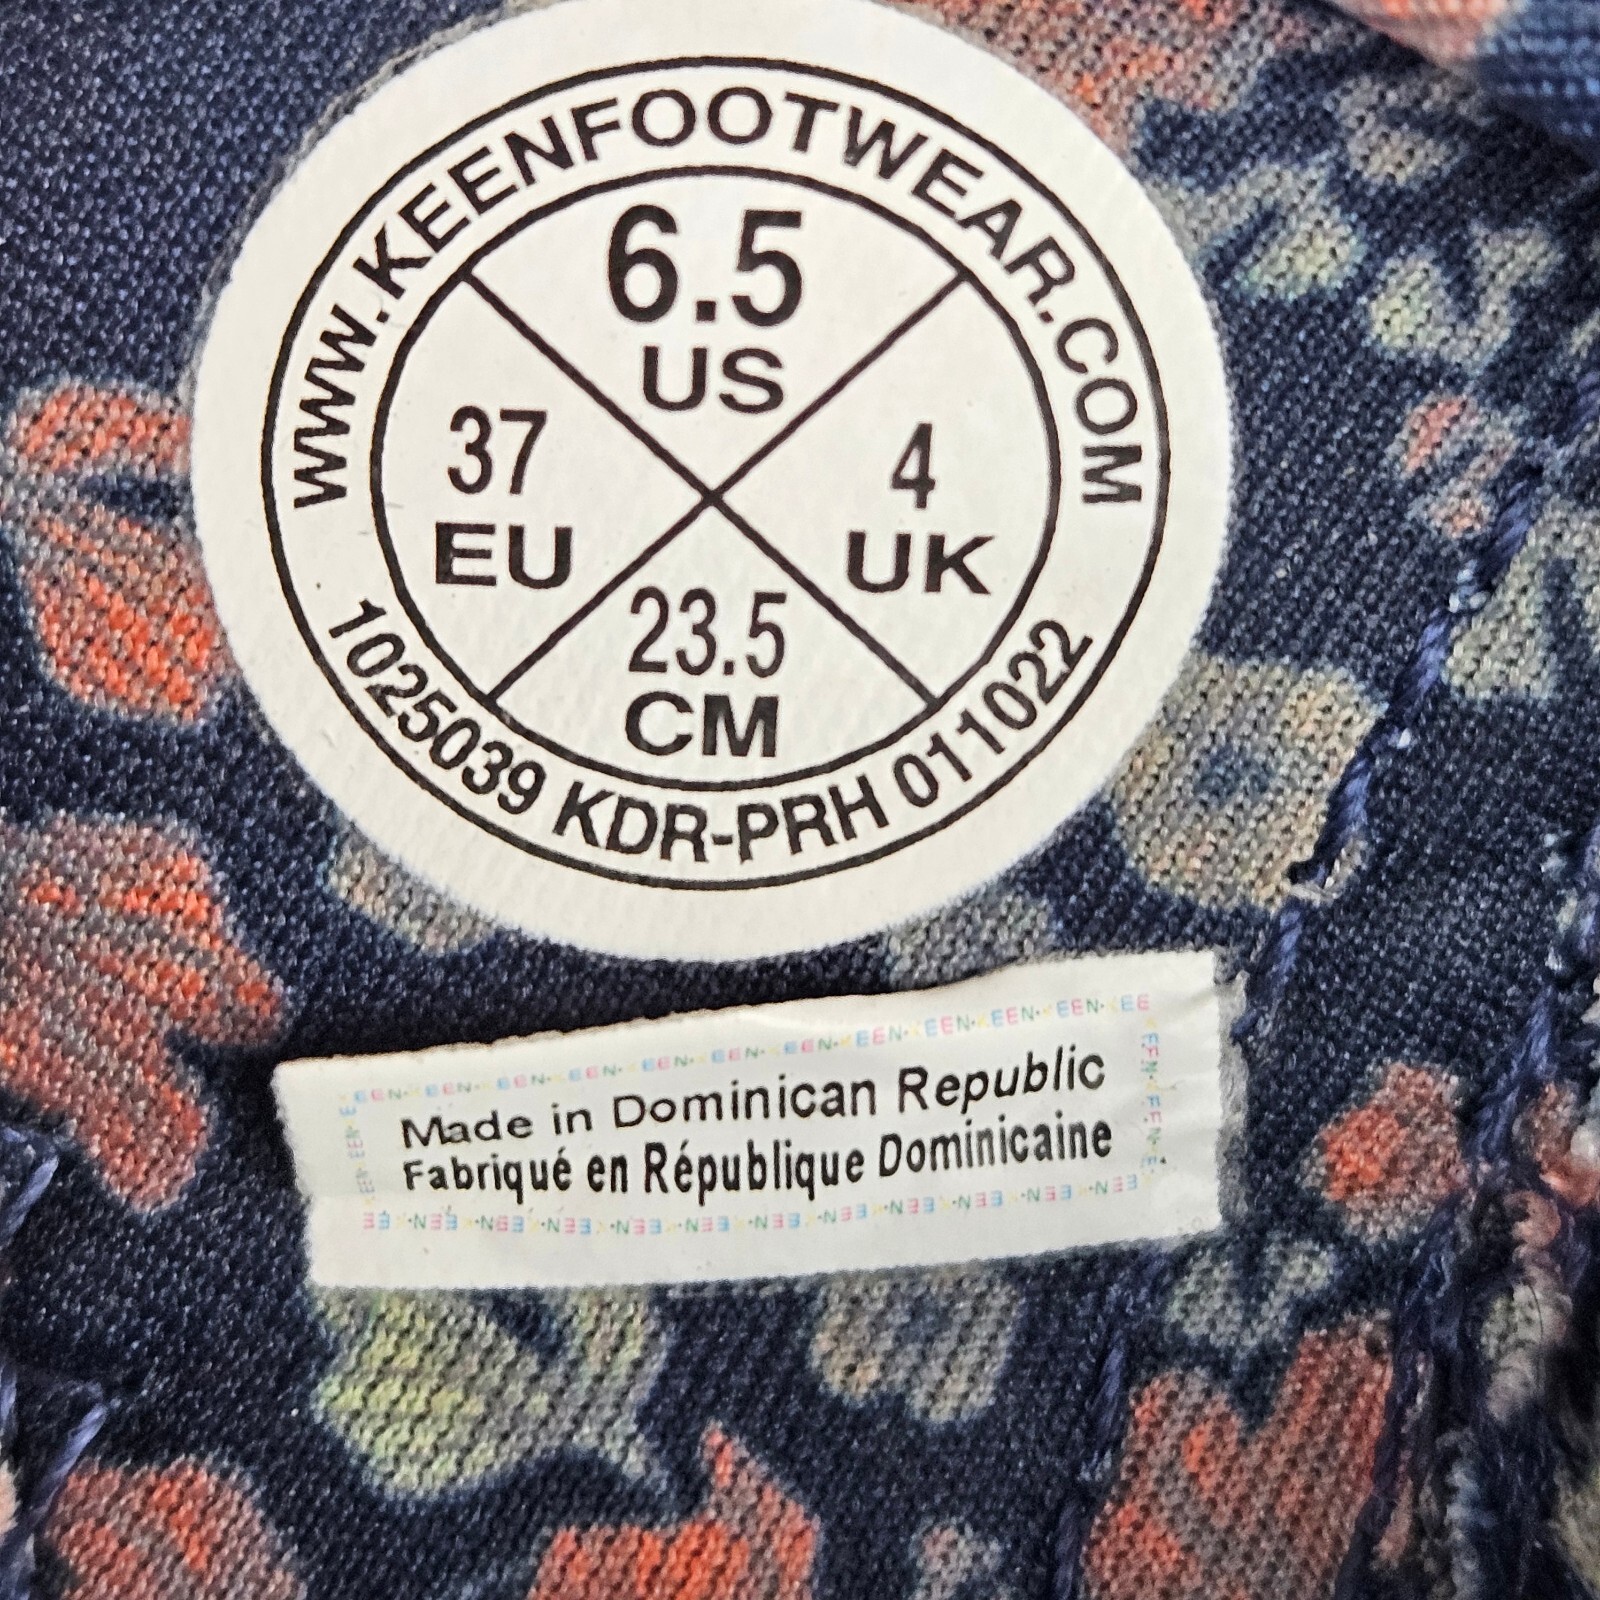 WWW.KEENFOOTWEAR.COM
6.5
US
37
EU
4
UK
23.5
CM
1025039 KDR-PRH 011022
Made in Dominican Republic
Fabriqué en République Dominicaine